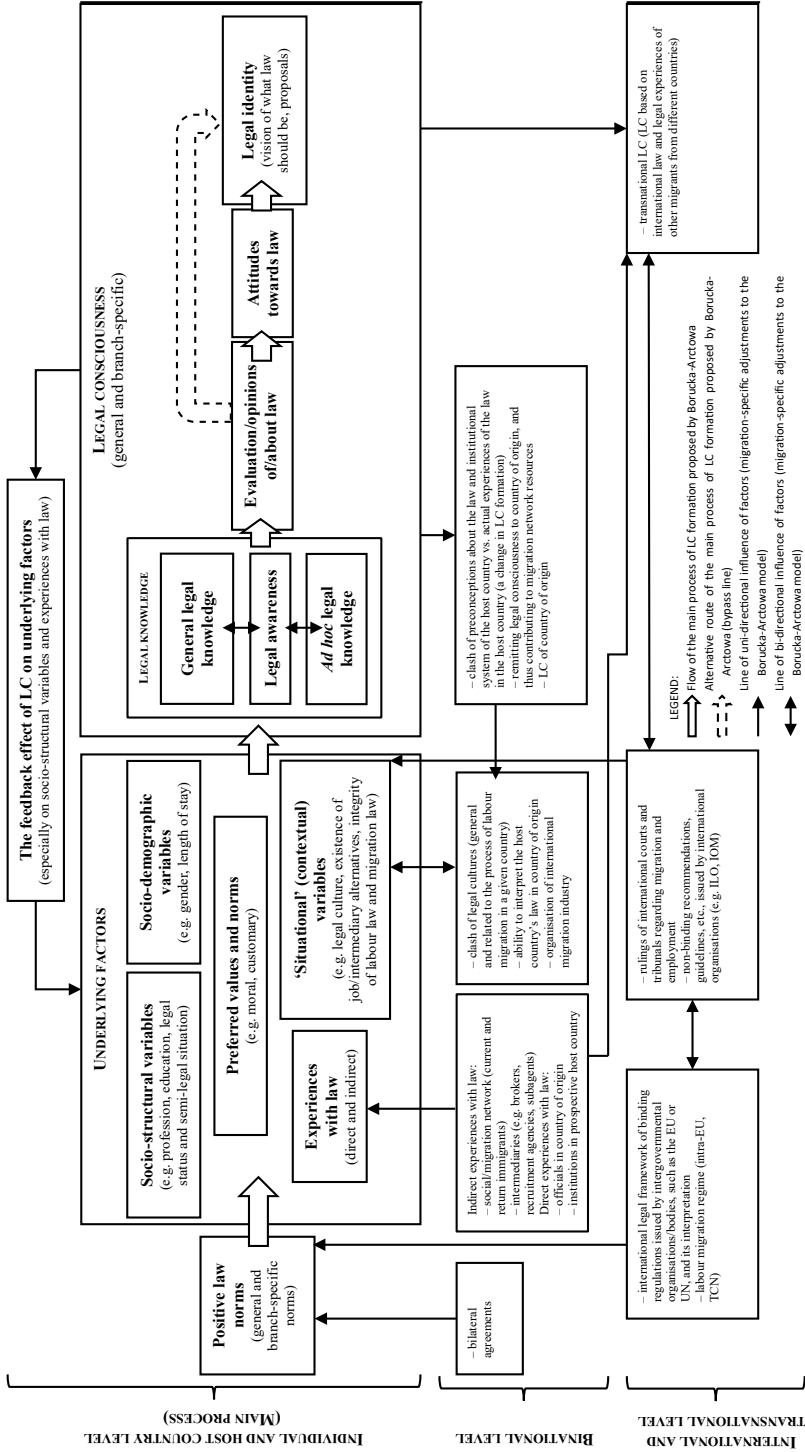 INDIVIDUAL AND HOST COUNTRY LEVEL
(MAIN PROCESS)
The feedback effect of LC on underlying factors
(especially on socio-structural variables and experiences with law)
Positive law
norms
(general and
branch-specific
norms)
UNDERLYING FACTORS
Socio-structural variables
(e.g. profession, education, legal
status and semi-legal situation)
Socio-demographic
variables
(e.g. gender, length of stay)
Preferred values and norms
(e.g. moral, customary)
Experiences
with law
(direct and indirect)
‘Situational’ (contextual)
variables
(e.g. legal culture, existence of
job/intermediary alternatives, integrity
of labour law and migration law)
LEGAL CONSCIOUSNESS
(general and branch-specific)
LEGAL KNOWLEDGE
General legal
knowledge
Legal awareness
Ad hoc legal
knowledge
Evaluation/opinions
of/about law
Attitudes
towards law
Legal identity
(vision of what law
should be, proposals)
BINATIONAL LEVEL
– bilateral
agreements
Indirect experiences with law:
– social/migration network (current and
return immigrants)
– intermediaries (e.g. brokers,
recruitment agencies, subagents)
Direct experiences with law:
– officials in country of origin
– institutions in prospective host country
– clash of legal cultures (general
and related to the process of labour
migration in a given country)
– ability to interpret the host
country’s law in country of origin
– organisation of international
migration industry
– clash of preconceptions about the law and institutional
system of the host country vs. actual experiences of the law
in the host country (a change in LC formation)
– remitting legal consciousness to country of origin, and
thus contributing to migration network resources
– LC of country of origin
INTERNATIONAL AND
TRANSNATIONAL LEVEL
– international legal framework of binding
regulations issued by intergovernmental
organisations/bodies, such as the EU or
UN, and its interpretation
– labour migration regime (intra-EU,
TCN)
– rulings of international courts and
tribunals regarding migration and
employment
– non-binding recommendations,
guidelines, etc., issued by international
organisations (e.g. ILO, IOM)
– transnational LC (LC based on
international law and legal experiences of
other migrants from different countries)
LEGEND:
Flow of the main process of LC formation proposed by Borucka-Arctowa
Alternative route of the main process of LC formation proposed by Borucka-
Arctowa (bypass line)
Line of uni-directional influence of factors (migration-specific adjustments to the
Borucka-Arctowa model)
Line of bi-directional influence of factors (migration-specific adjustments to the
Borucka-Arctowa model)